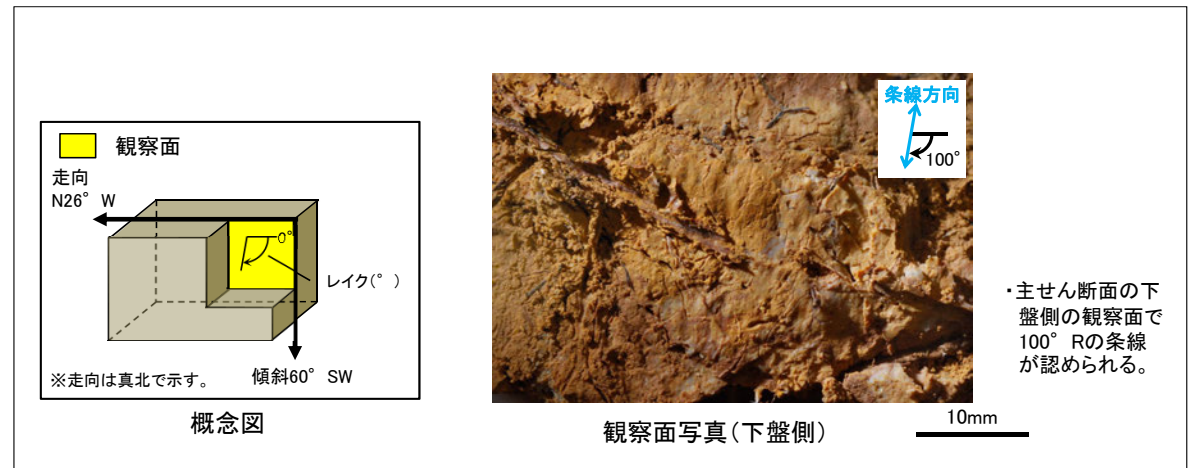 観察面
走向
N26°W
0°
レイク(°)
※走向は真北で示す。
傾斜60°SW
概念図
条線方向
100°
観察面写真(下盤側)
10mm
・主せん断面の下
盤側の観察面で
100°Rの条線
が認められる。